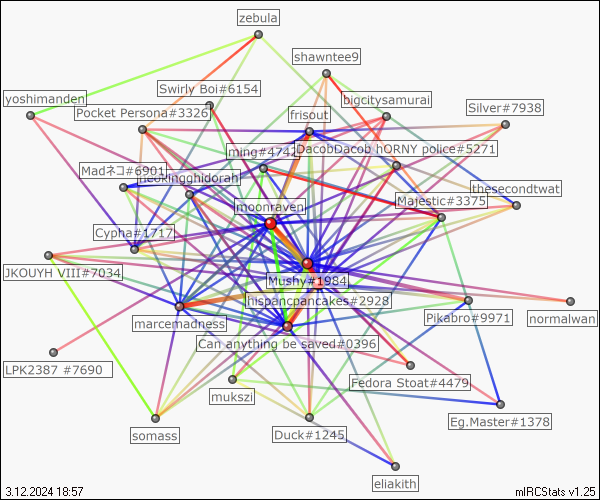 zebula
shawntee9
Swirly Boi#6154
yoshimanden
bigcitysamurai
Pocket Persona#3326
frisout
Silver#7938
ming#4742
DacobDacob hQRNY police#5271
Madネコ#6901
neokingghidorah
thesecondtwat
Majestic#3375
moonraven
Cypha#1717
JKOUYH VIII#7034
Mushy#1984
hispancpancakes#2928
marcemadness
Pikabro#9971
normalwan
Can anything be saved#0396
LPK2387 #7690
Fedora Stoat#4479
mukszi
Eg.Master#1378
somass
Duck#1245
eliakith
3.12.2024 18:57
mIRCStats v1.25